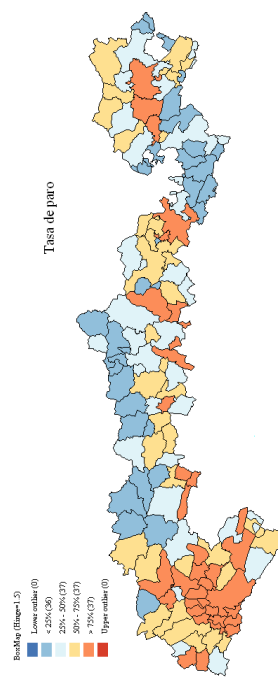 Tasa de paro
BoxMap (Hinge=1.5)
Lower outlier (0)
< 25% (36)
25% - 50% (37)
50% - 75% (37)
> 75% (37)
Upper outlier (0)